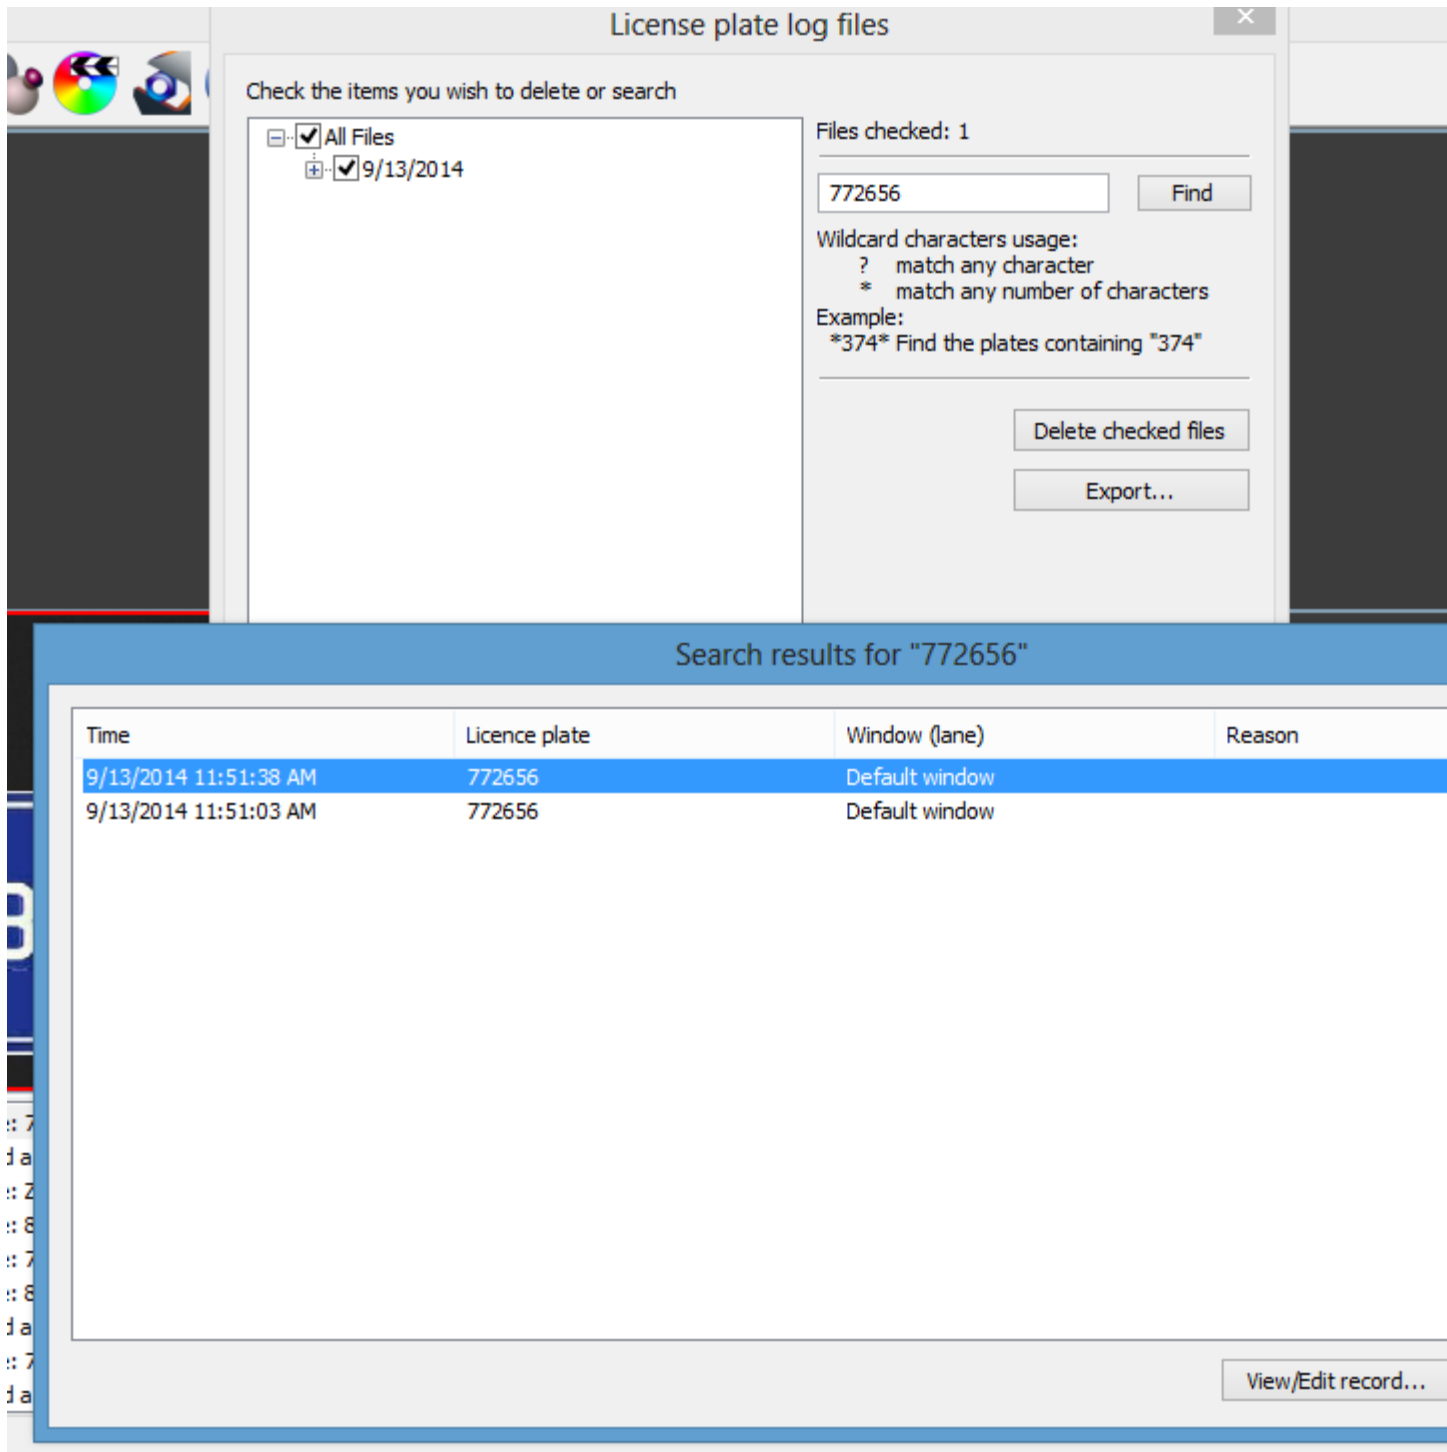 License plate log files
Check the items you wish to delete or search
All Files
9/13/2014
Files checked: 1
772656
Find
Wildcard characters usage:
? match any character
* match any number of characters
Example:
*374* Find the plates containing "374"
Delete checked files
Export...
Search results for "772656"
Time Licence plate Window (lane) Reason
9/13/2014 11:51:38 AM 772656 Default window
9/13/2014 11:51:03 AM 772656 Default window
View/Edit record...